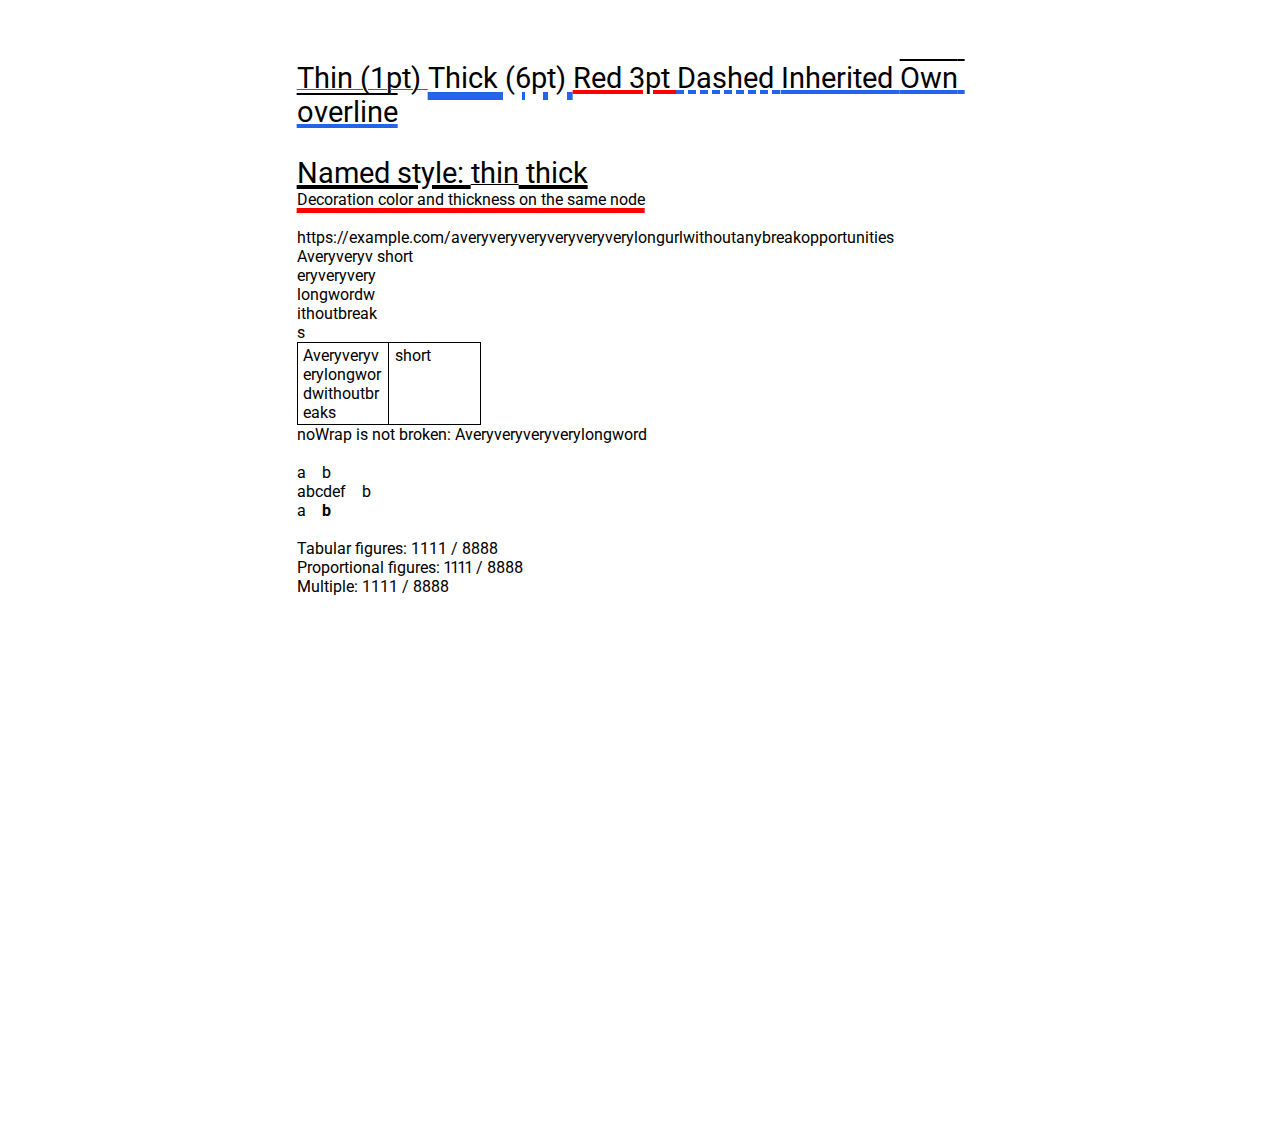 Thin (1pt) Thick (6pt) Red 3pt Dashed Inherited Own
overline
Named style: thin thick
Decoration color and thickness on the same node
https://example.com/averyveryveryveryveryverylongurlwithoutanybreakopportunities
Averyveryv short
eryveryvery
longwordw
ithoutbreak
s
Averyveryv short
erylongwor
dwithoutbr
eaks
noWrap is not broken: Averyveryveryverylongword
a b
abcdef b
a b
Tabular figures: 1111 / 8888
Proportional figures: 1111 / 8888
Multiple: 1111 / 8888